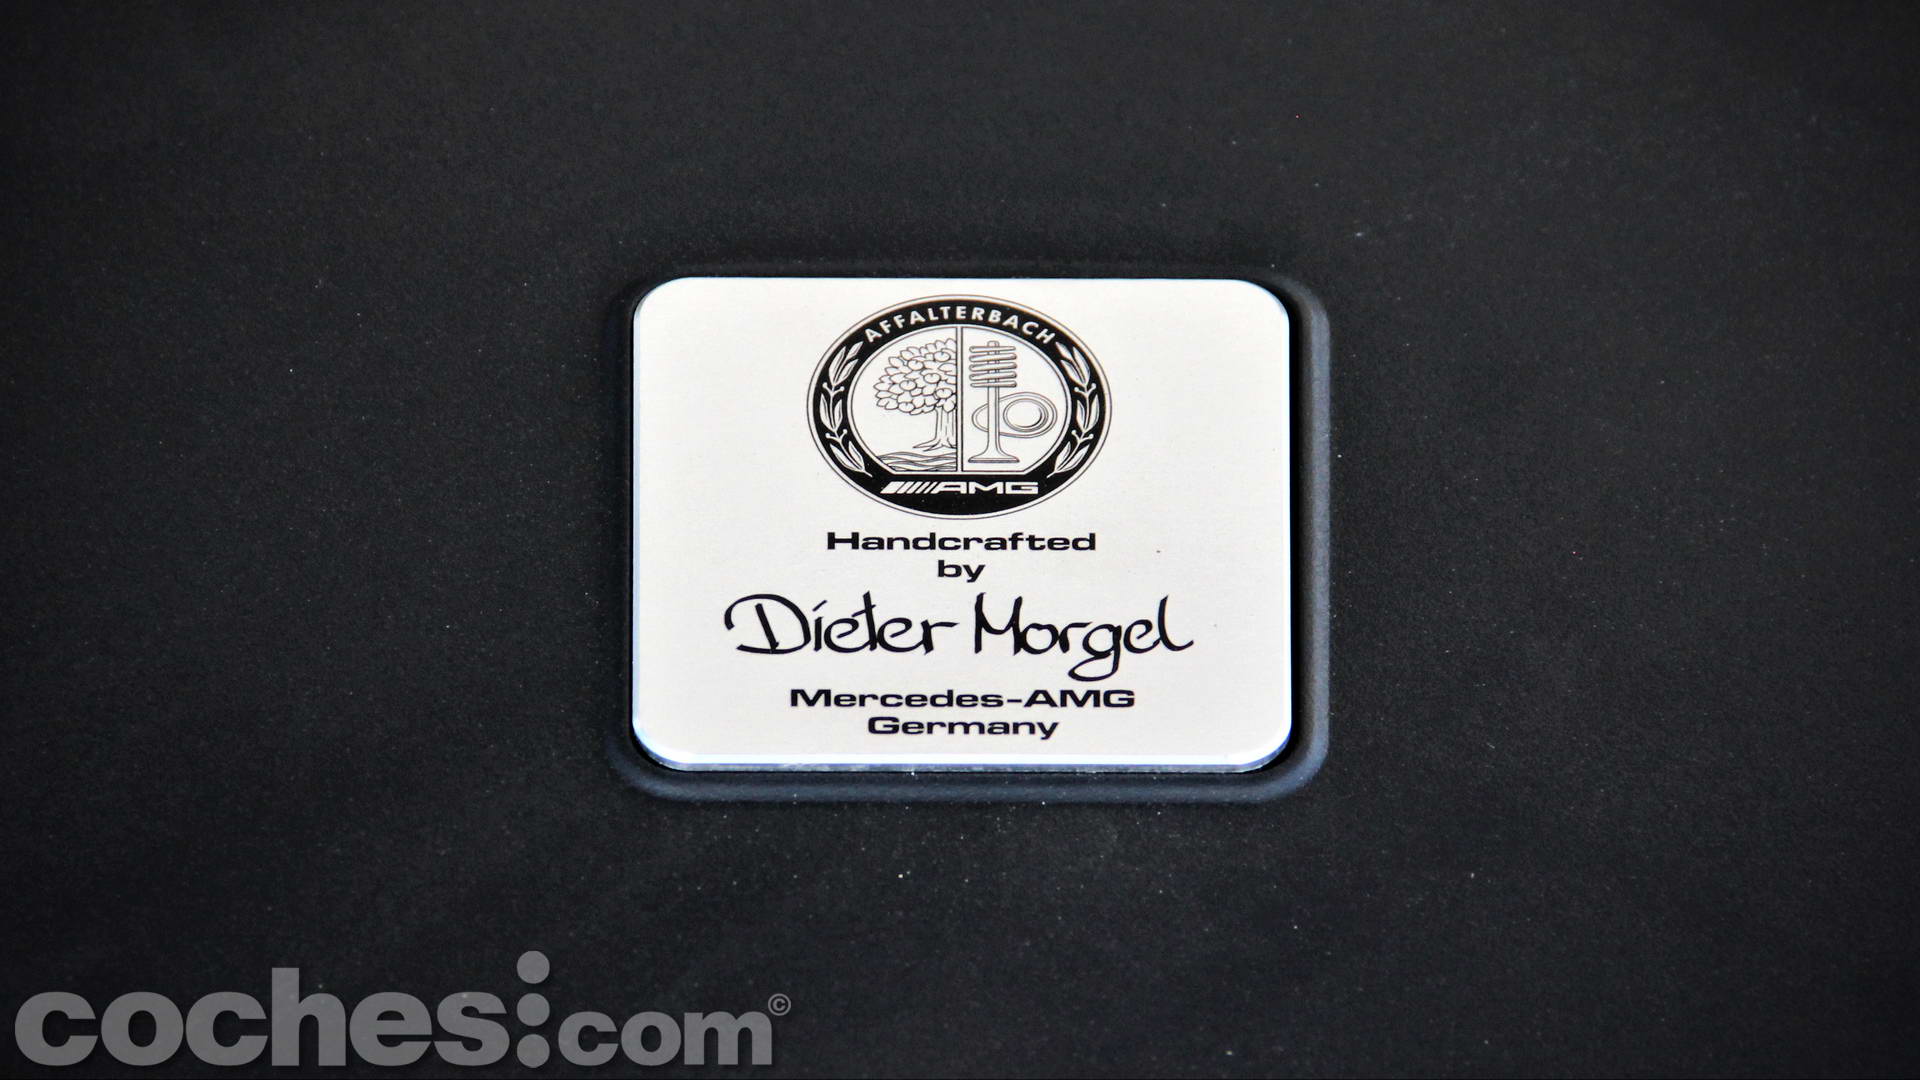 AFFALTERBACH
AMG
Handcrafted
by
Dieter Morgel
Mercedes-AMG
Germany
coches.com©